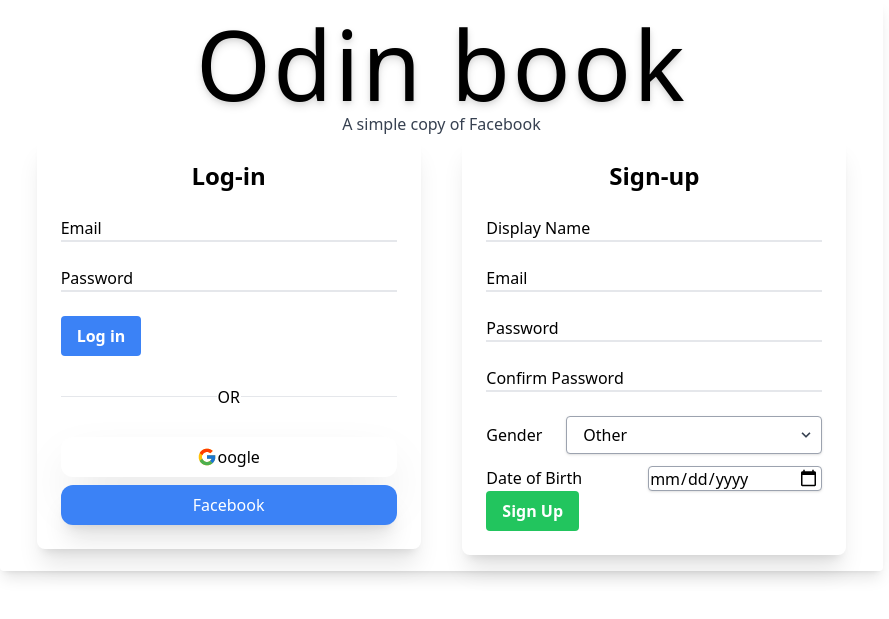 Odin book
A simple copy of Facebook
Log-in
Email
Password
Log in
OR
Google
Facebook
Sign-up
Display Name
Email
Password
Confirm Password
Gender Other
Date of Birth mm/dd/yyyy
Sign Up